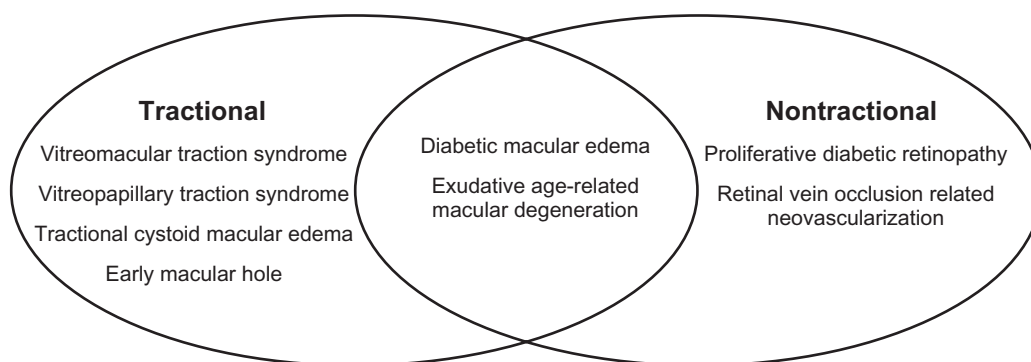 Tractional
Vitreomacular traction syndrome
Vitreopapillary traction syndrome
Tractional cystoid macular edema
Early macular hole
Diabetic macular edema
Exudative age-related
macular degeneration
Nontractional
Proliferative diabetic retinopathy
Retinal vein occlusion related
neovascularization